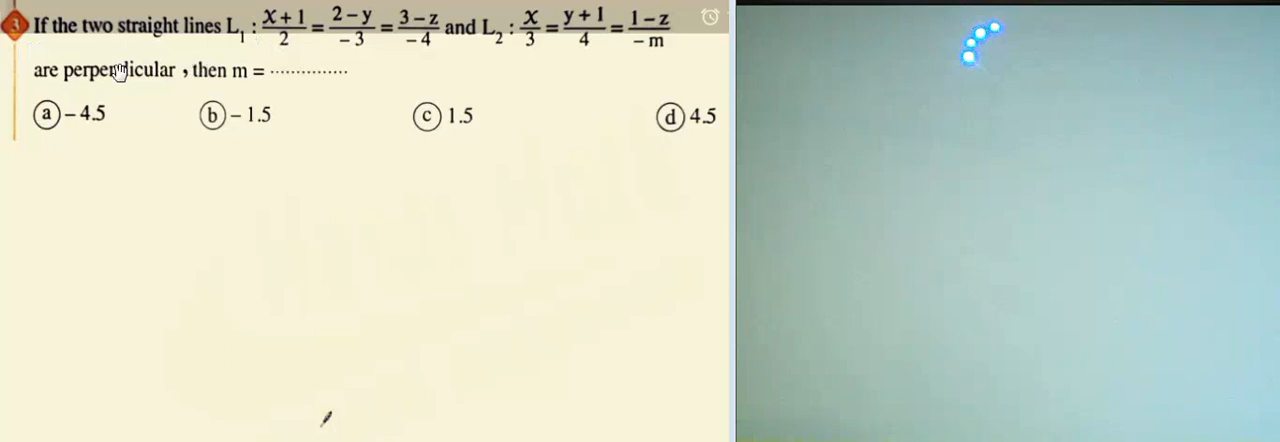 3 If the two straight lines L₁ : (x+1)/2 = (2-y)/-3 = (3-z)/-4 and L₂ : x/3 = (y+1)/4 = (1-z)/-m
are perpendicular , then m = ...............
a -4.5 b -1.5 c 1.5 d 4.5